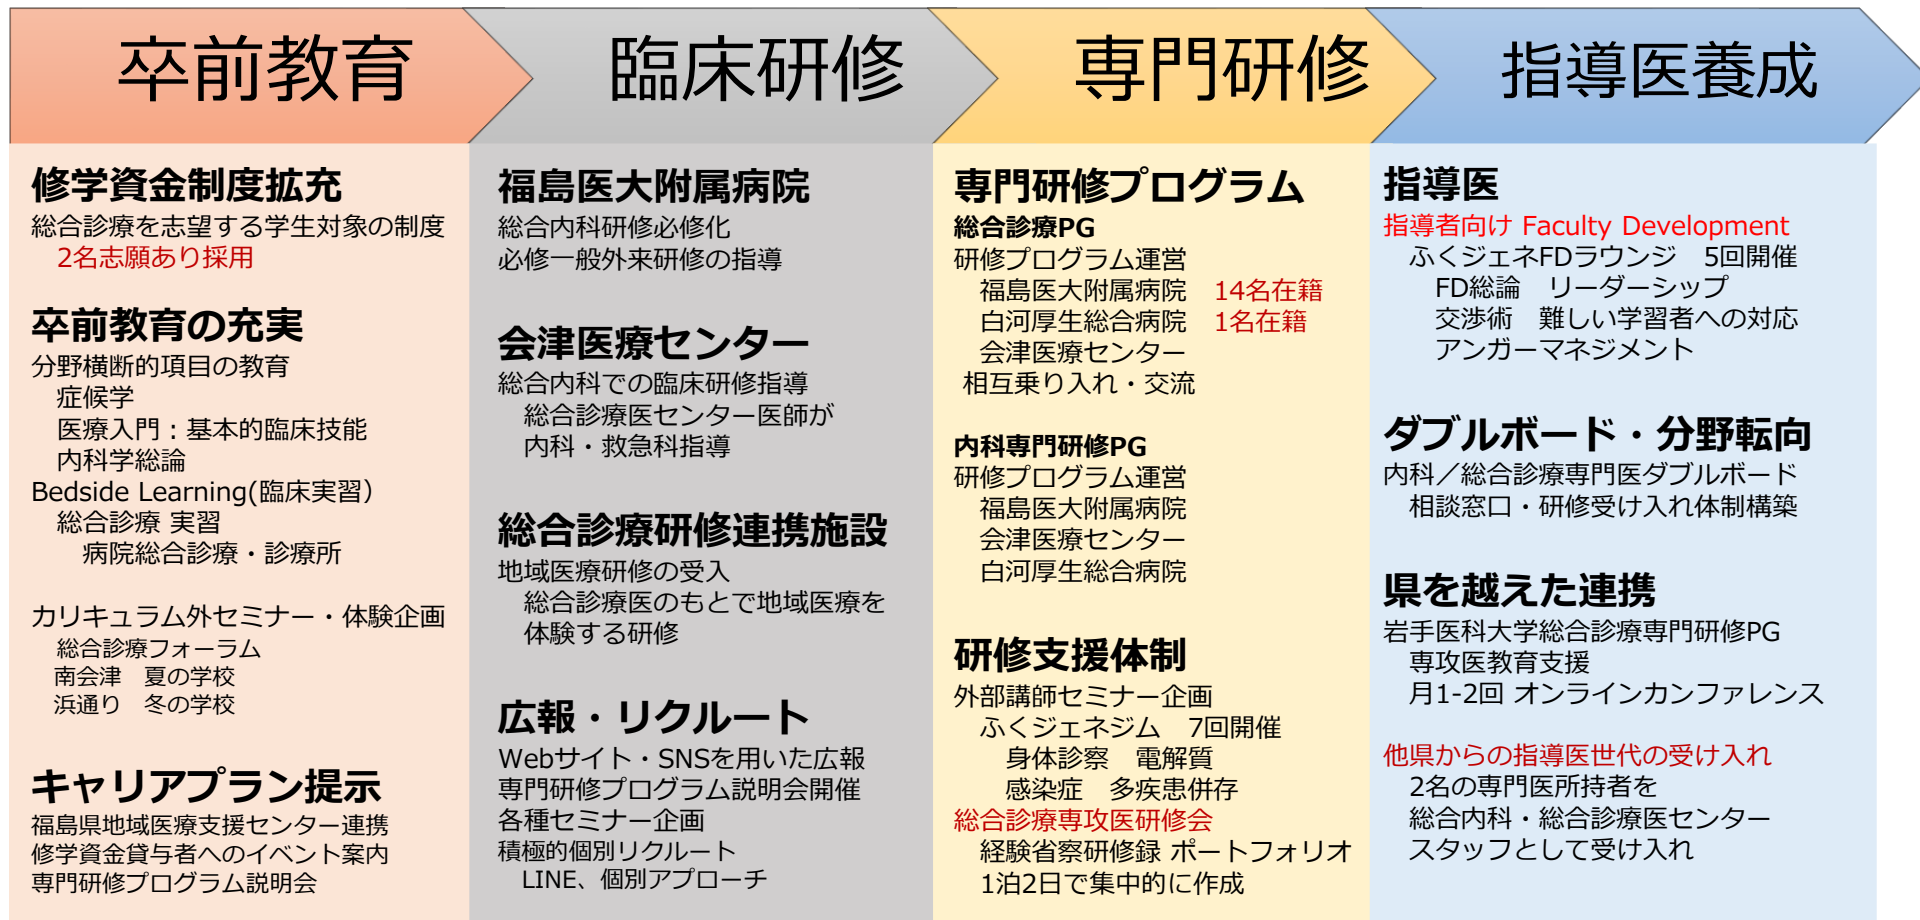 卒前教育
修学資金制度拡充
総合診療を志望する学生対象の制度
2名志願あり採用
卒前教育の充実
分野横断的項目の教育
症候学
医療入門：基本的臨床技能
内科学総論
Bedside Learning(臨床実習）
総合診療 実習
病院総合診療・診療所
カリキュラム外セミナー・体験企画
総合診療フォーラム
南会津　夏の学校
浜通り　冬の学校
キャリアプラン提示
福島県地域医療支援センター連携
修学資金貸与者へのイベント案内
専門研修プログラム説明会
臨床研修
福島医大附属病院
総合内科研修必修化
必修一般外来研修の指導
会津医療センター
総合内科での臨床研修指導
総合診療医センター医師が
内科・救急科指導
総合診療研修連携施設
地域医療研修の受入
総合診療医のもとで地域医療を
体験する研修
広報・リクルート
Webサイト・SNSを用いた広報
専門研修プログラム説明会開催
各種セミナー企画
積極的個別リクルート
LINE、個別アプローチ
専門研修
専門研修プログラム
総合診療PG
研修プログラム運営
福島医大附属病院　14名在籍
白河厚生総合病院　1名在籍
会津医療センター
相互乗り入れ・交流
内科専門研修PG
研修プログラム運営
福島医大附属病院
会津医療センター
白河厚生総合病院
研修支援体制
外部講師セミナー企画
ふくジェネジム　7回開催
身体診察　電解質
感染症　多疾患併存
総合診療専攻医研修会
経験省察研修録 ポートフォリオ
1泊2日で集中的に作成
指導医養成
指導医
指導者向け Faculty Development
ふくジェネFDラウンジ　5回開催
FD総論　リーダーシップ
交渉術　難しい学習者への対応
アンガーマネジメント
ダブルボード・分野転向
内科／総合診療専門医ダブルボード
相談窓口・研修受け入れ体制構築
県を越えた連携
岩手医科大学総合診療専門研修PG
専攻医教育支援
月1-2回 オンラインカンファレンス
他県からの指導医世代の受け入れ
2名の専門医所持者を
総合内科・総合診療医センター
スタッフとして受け入れ